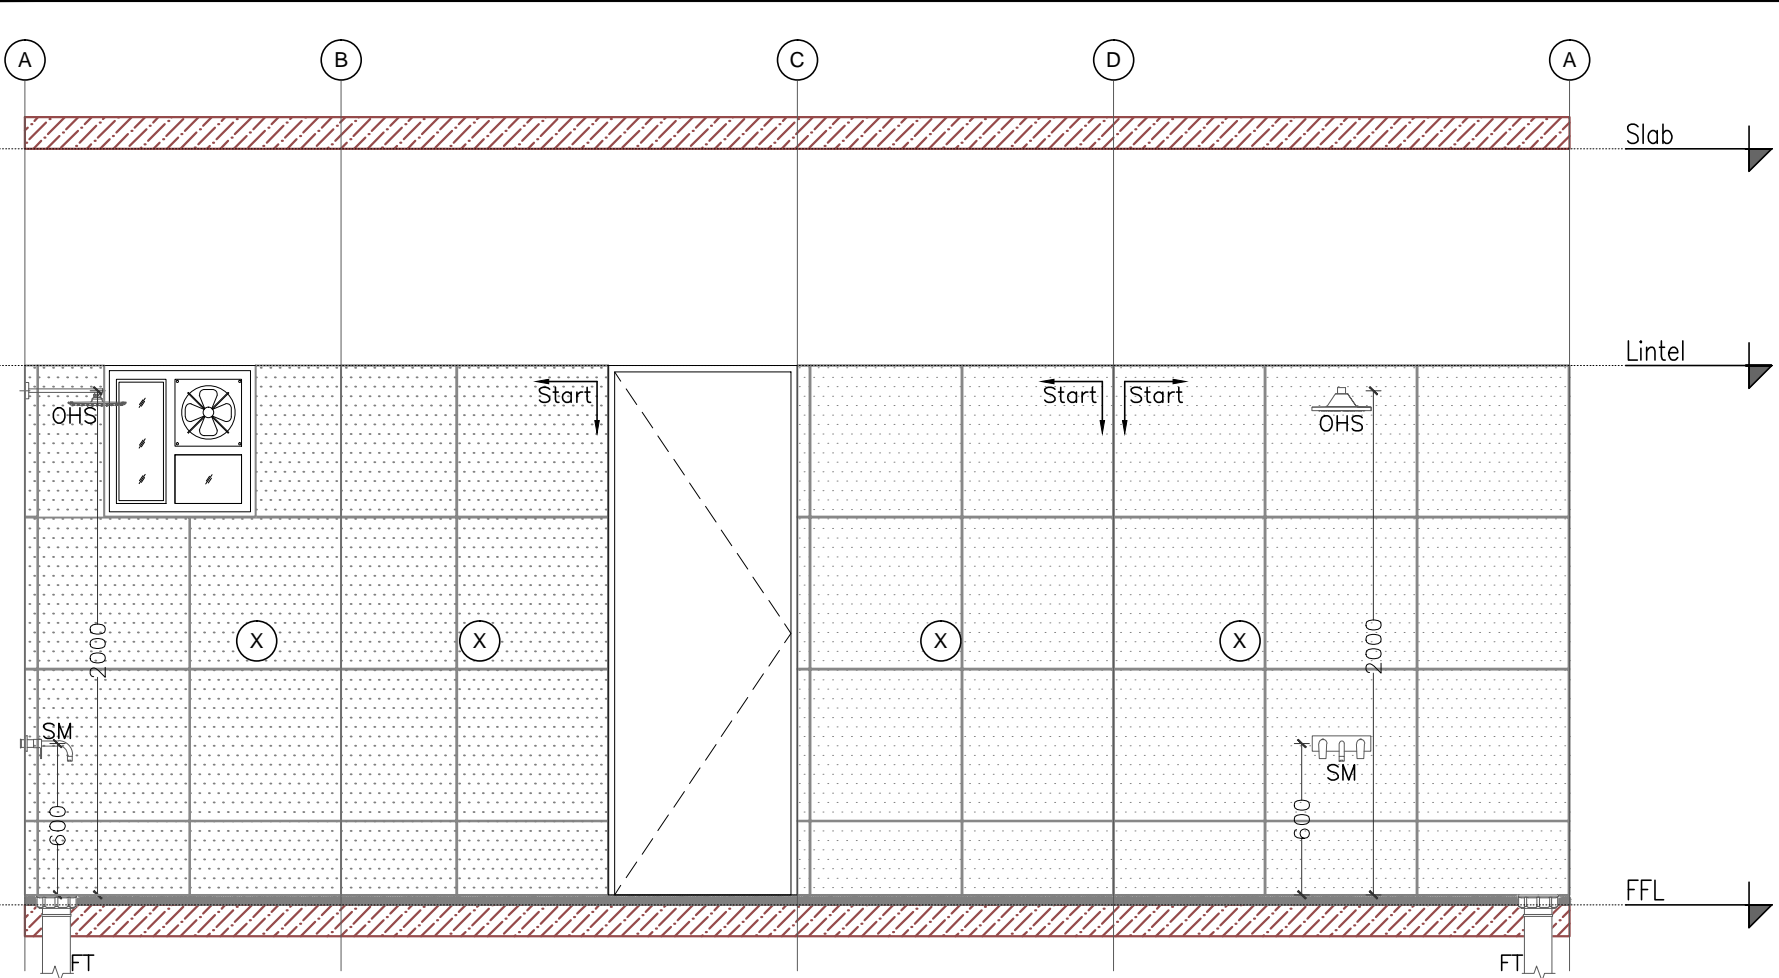 A B C D A
Slab
Lintel
Start Start Start
OHS OHS
X X X X
2000 2000
SM
SM
600 600
FFL
FT FT